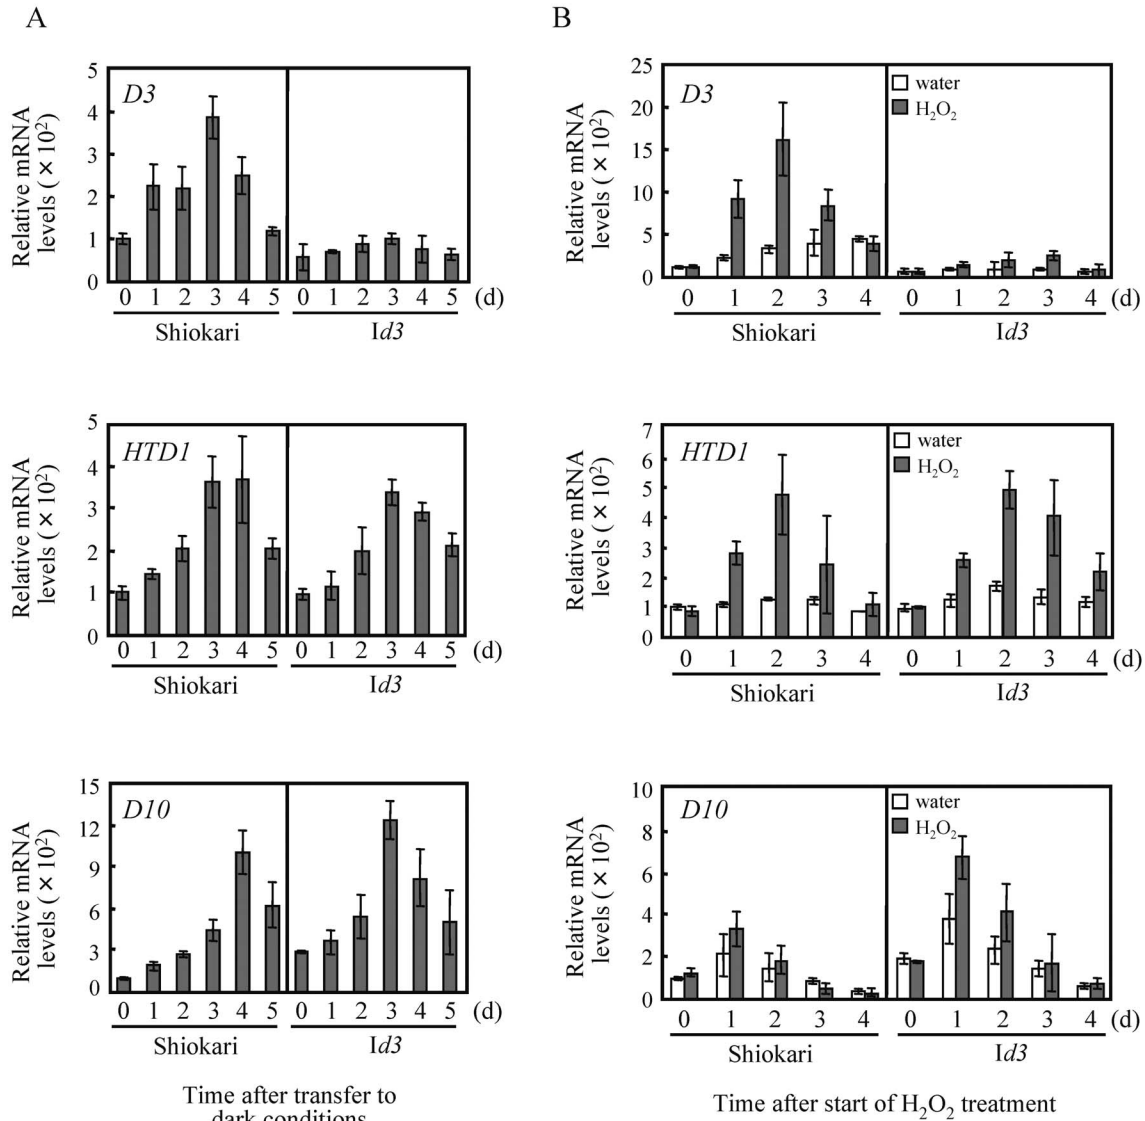 A
B
Relative mRNA
levels ( × 10²)
5
4
3
2
1
0
D3
0 1 2 3 4 5 0 1 2 3 4 5 (d)
Shiokari Id3
Relative mRNA
levels ( × 10²)
25
20
15
10
5
0
D3
water
H₂O₂
0 1 2 3 4 0 1 2 3 4 (d)
Shiokari Id3
Relative mRNA
levels ( × 10²)
5
4
3
2
1
0
HTD1
0 1 2 3 4 5 0 1 2 3 4 5 (d)
Shiokari Id3
Relative mRNA
levels ( × 10²)
7
6
5
4
3
2
1
0
HTD1
water
H₂O₂
0 1 2 3 4 0 1 2 3 4 (d)
Shiokari Id3
Relative mRNA
levels ( × 10²)
15
12
9
6
3
0
D10
0 1 2 3 4 5 0 1 2 3 4 5 (d)
Shiokari Id3
Relative mRNA
levels ( × 10²)
10
8
6
4
2
0
D10
water
H₂O₂
0 1 2 3 4 0 1 2 3 4 (d)
Shiokari Id3
Time after transfer to
dark conditions
Time after start of H₂O₂ treatment